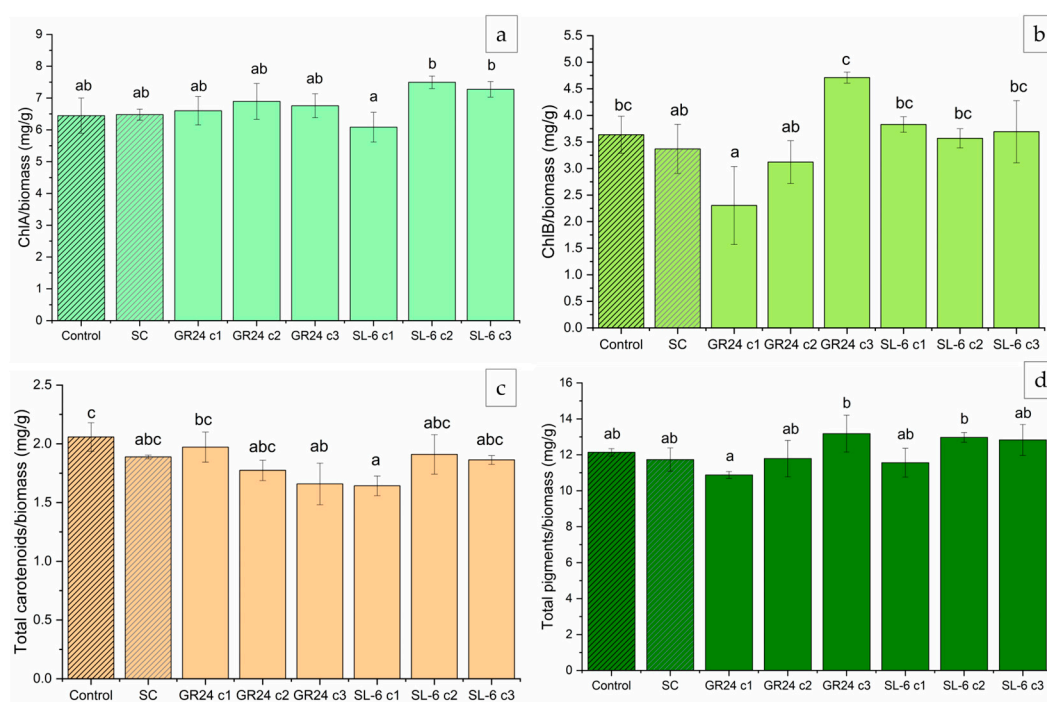 a
ChlA/biomass (mg/g)
9
8
7
6
5
4
3
2
1
0
ab
ab
ab
ab
ab
a
b
b
Control SC GR24 c1 GR24 c2 GR24 c3 SL-6 c1 SL-6 c2 SL-6 c3
b
ChlB/biomass (mg/g)
5.5
5.0
4.5
4.0
3.5
3.0
2.5
2.0
1.5
1.0
0.5
0.0
bc
ab
a
ab
c
bc
bc
bc
Control SC GR24 c1 GR24 c2 GR24 c3 SL-6 c1 SL-6 c2 SL-6 c3
c
Total carotenoids/biomass (mg/g)
2.5
2.0
1.5
1.0
0.5
0.0
c
abc
bc
abc
ab
a
abc
abc
Control SC GR24 c1 GR24 c2 GR24 c3 SL-6 c1 SL-6 c2 SL-6 c3
d
Total pigments/biomass (mg/g)
16
14
12
10
8
6
4
2
0
ab
ab
a
ab
b
ab
b
ab
Control SC GR24 c1 GR24 c2 GR24 c3 SL-6 c1 SL-6 c2 SL-6 c3